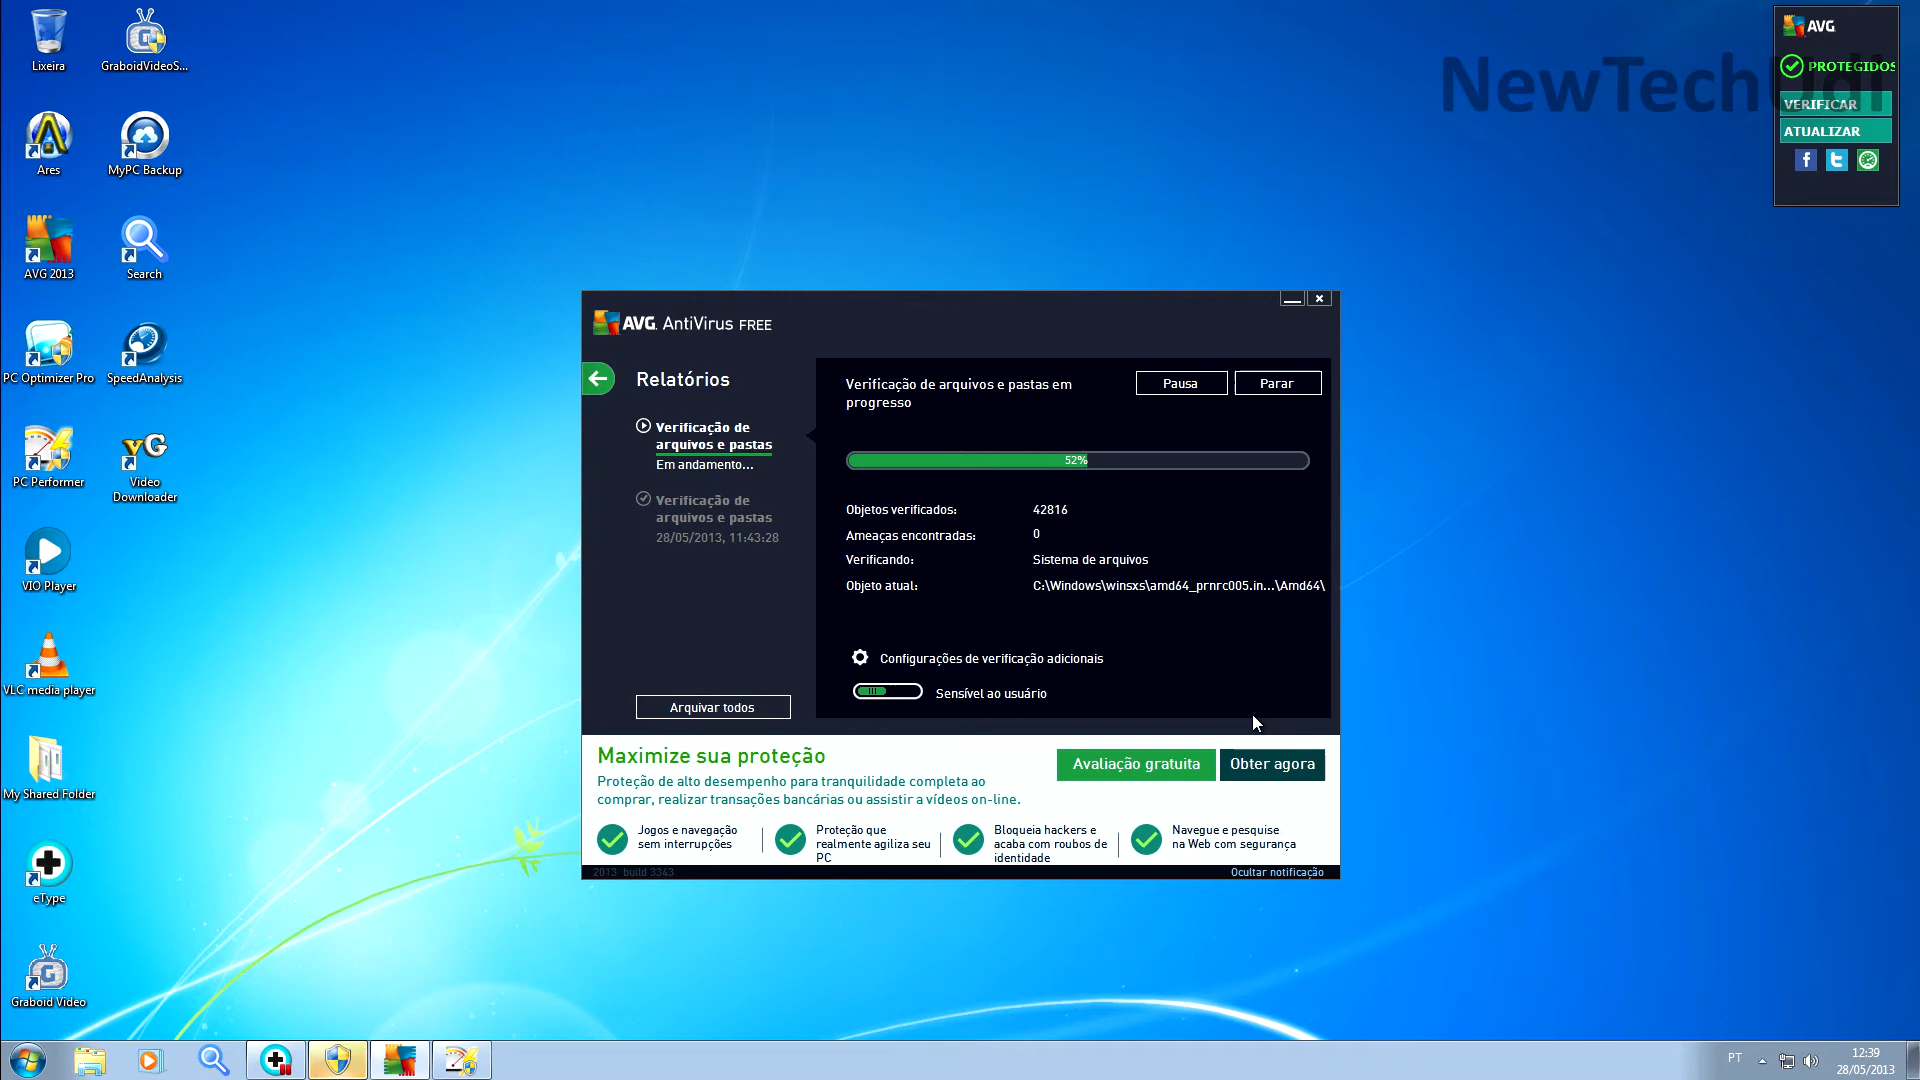 Lixeira
GraboidVideoS...
Ares
MyPC Backup
AVG 2013
Search
PC Optimizer Pro
SpeedAnalysis
PC Performer
Video
Downloader
VIO Player
VLC media player
My Shared Folder
eType
Graboid Video
NewTechUdi
AVG
PROTEGIDOS
VERIFICAR
ATUALIZAR
AVG. AntiVirus FREE
Relatórios
Verificação de
arquivos e pastas
Em andamento...
Verificação de
arquivos e pastas
28/05/2013, 11:43:28
Arquivar todos
Verificação de arquivos e pastas em
progresso
Pausa
Parar
52%
Objetos verificados: 42816
Ameaças encontradas: 0
Verificando: Sistema de arquivos
Objeto atual: C:\Windows\winsxs\amd64_prnrc005.in...\Amd64\
Configurações de verificação adicionais
Sensível ao usuário
Maximize sua proteção
Proteção de alto desempenho para tranquilidade completa ao
comprar, realizar transações bancárias ou assistir a vídeos on-line.
Avaliação gratuita
Obter agora
Jogos e navegação
sem interrupções
Proteção que
realmente agiliza seu
PC
Bloqueia hackers e
acaba com roubos de
identidade
Navegue e pesquise
na Web com segurança
2013 build 3343
Ocultar notificação
PT
12:39
28/05/2013